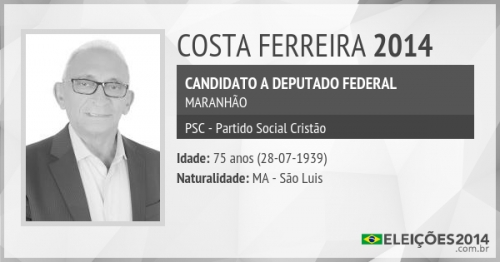 COSTA FERREIRA 2014
CANDIDATO A DEPUTADO FEDERAL
MARANHÃO
PSC - Partido Social Cristão
Idade: 75 anos (28-07-1939)
Naturalidade: MA - São Luis
ELEIÇÕES2014
.com.br